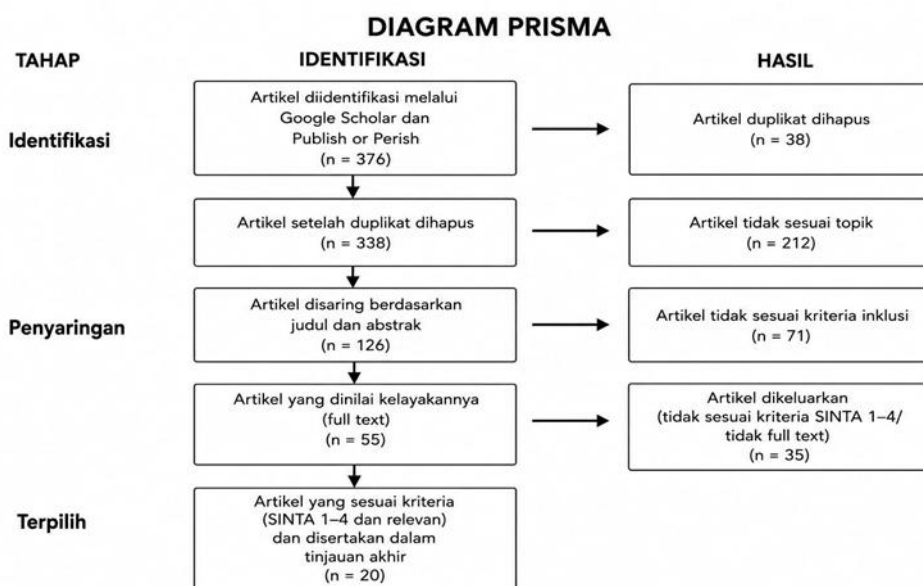 DIAGRAM PRISMA
TAHAP
IDENTIFIKASI
HASIL
Identifikasi
Artikel diidentifikasi melalui
Google Scholar dan
Publish or Perish
(n = 376)
Artikel duplikat dihapus
(n = 38)
Artikel setelah duplikat dihapus
(n = 338)
Artikel tidak sesuai topik
(n = 212)
Penyaringan
Artikel disaring berdasarkan
judul dan abstrak
(n = 126)
Artikel tidak sesuai kriteria inklusi
(n = 71)
Artikel yang dinilai kelayakannya
(full text)
(n = 55)
Artikel dikeluarkan
(tidak sesuai kriteria SINTA 1–4/
tidak full text)
(n = 35)
Terpilih
Artikel yang sesuai kriteria
(SINTA 1–4 dan relevan)
dan disertakan dalam
tinjauan akhir
(n = 20)